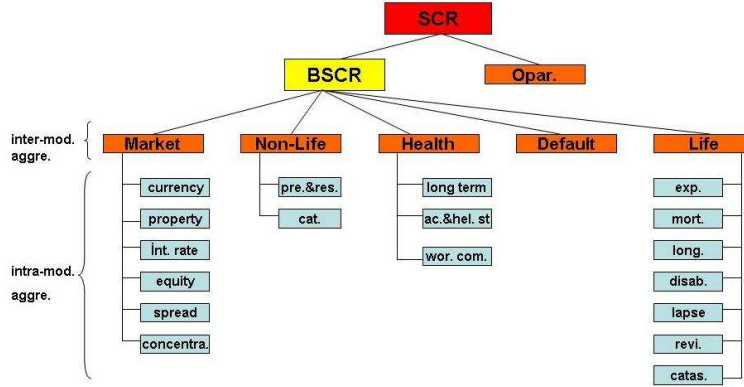 SCR
BSCR
Opar.
inter-mod.
aggre.
Market
Non-Life
Health
Default
Life
currency
pre.&res.
long term
exp.
property
cat.
ac.&hel. st
mort.
İnt. rate
wor. com.
long.
intra-mod.
aggre.
equity
disab.
spread
lapse
concentra.
revi.
catas.